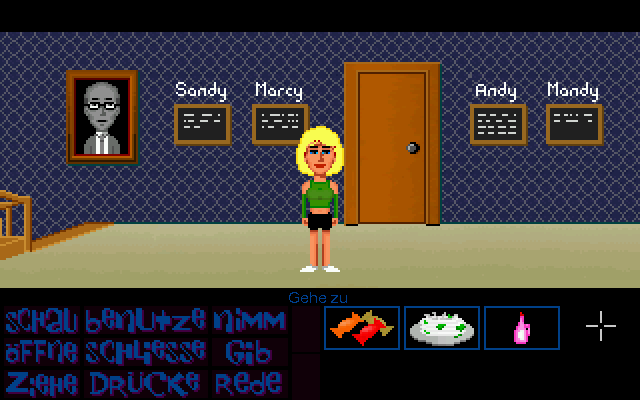 Sandy Marcy Andy Mandy
Gehe zu
Schau benutze nimm
öffne schliesse Gib
Ziehe Drücke Rede